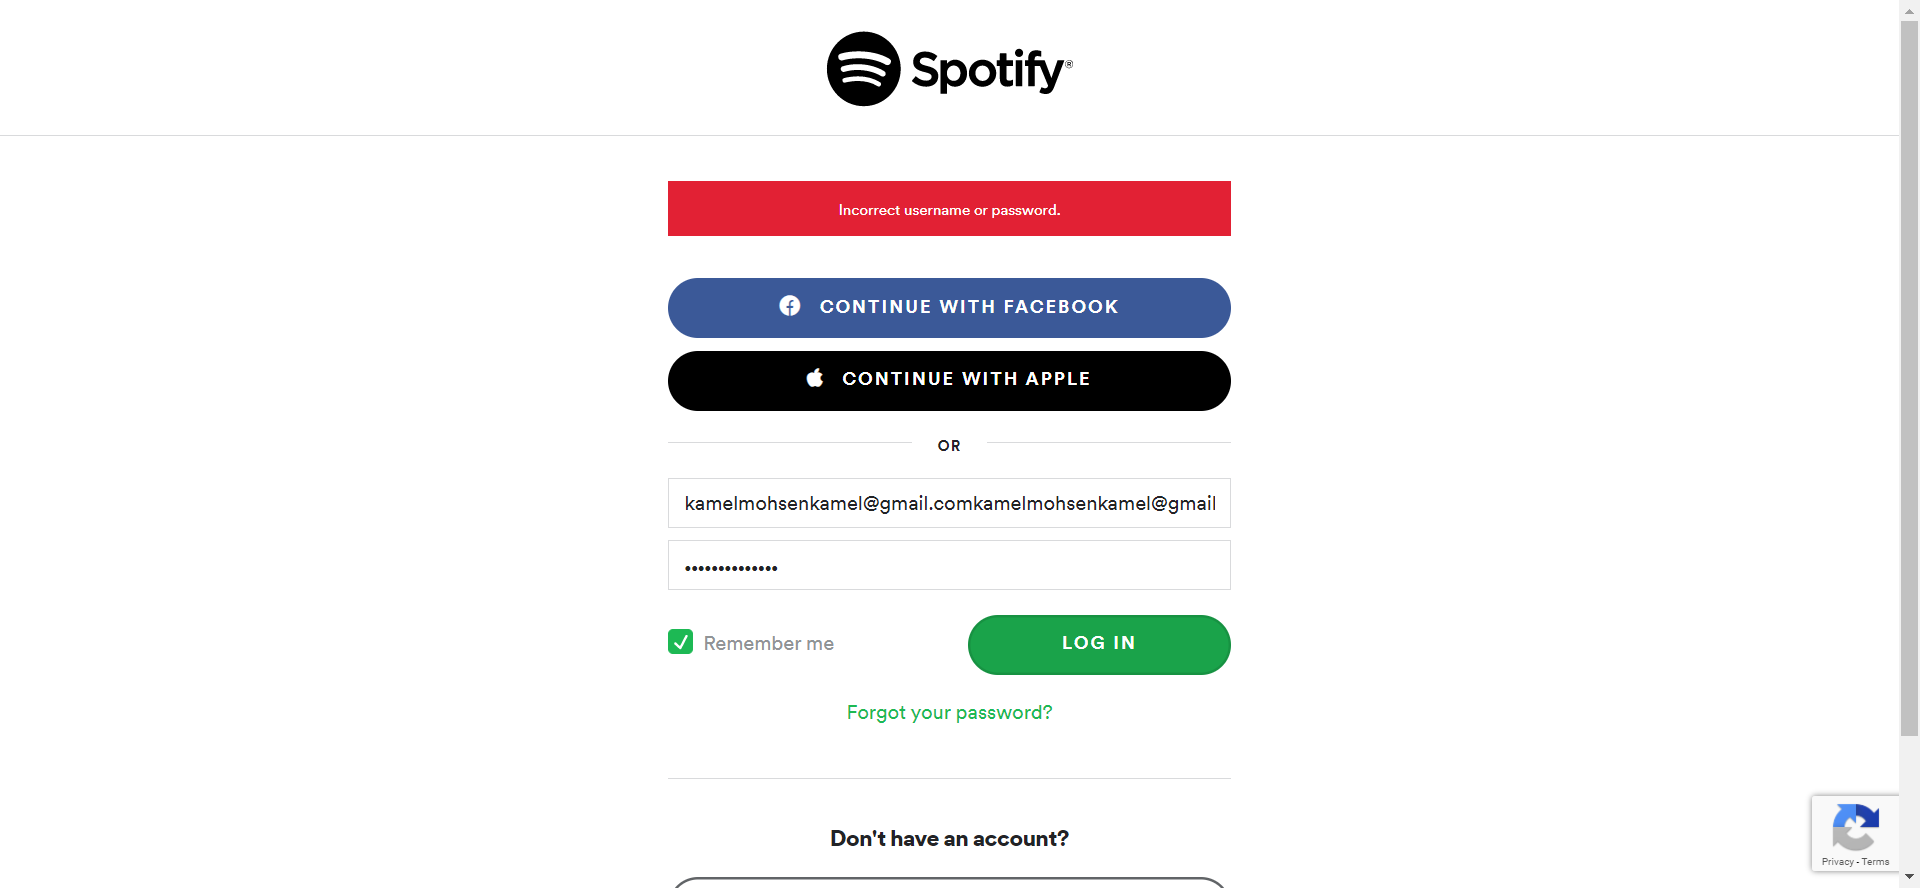 Spotify®
Incorrect username or password.
CONTINUE WITH FACEBOOK
CONTINUE WITH APPLE
OR
kamelmohsenkamel@gmail.comkamelmohsenkamel@gmail
••••••••••••••
Remember me
LOG IN
Forgot your password?
Don't have an account?
Privacy - Terms